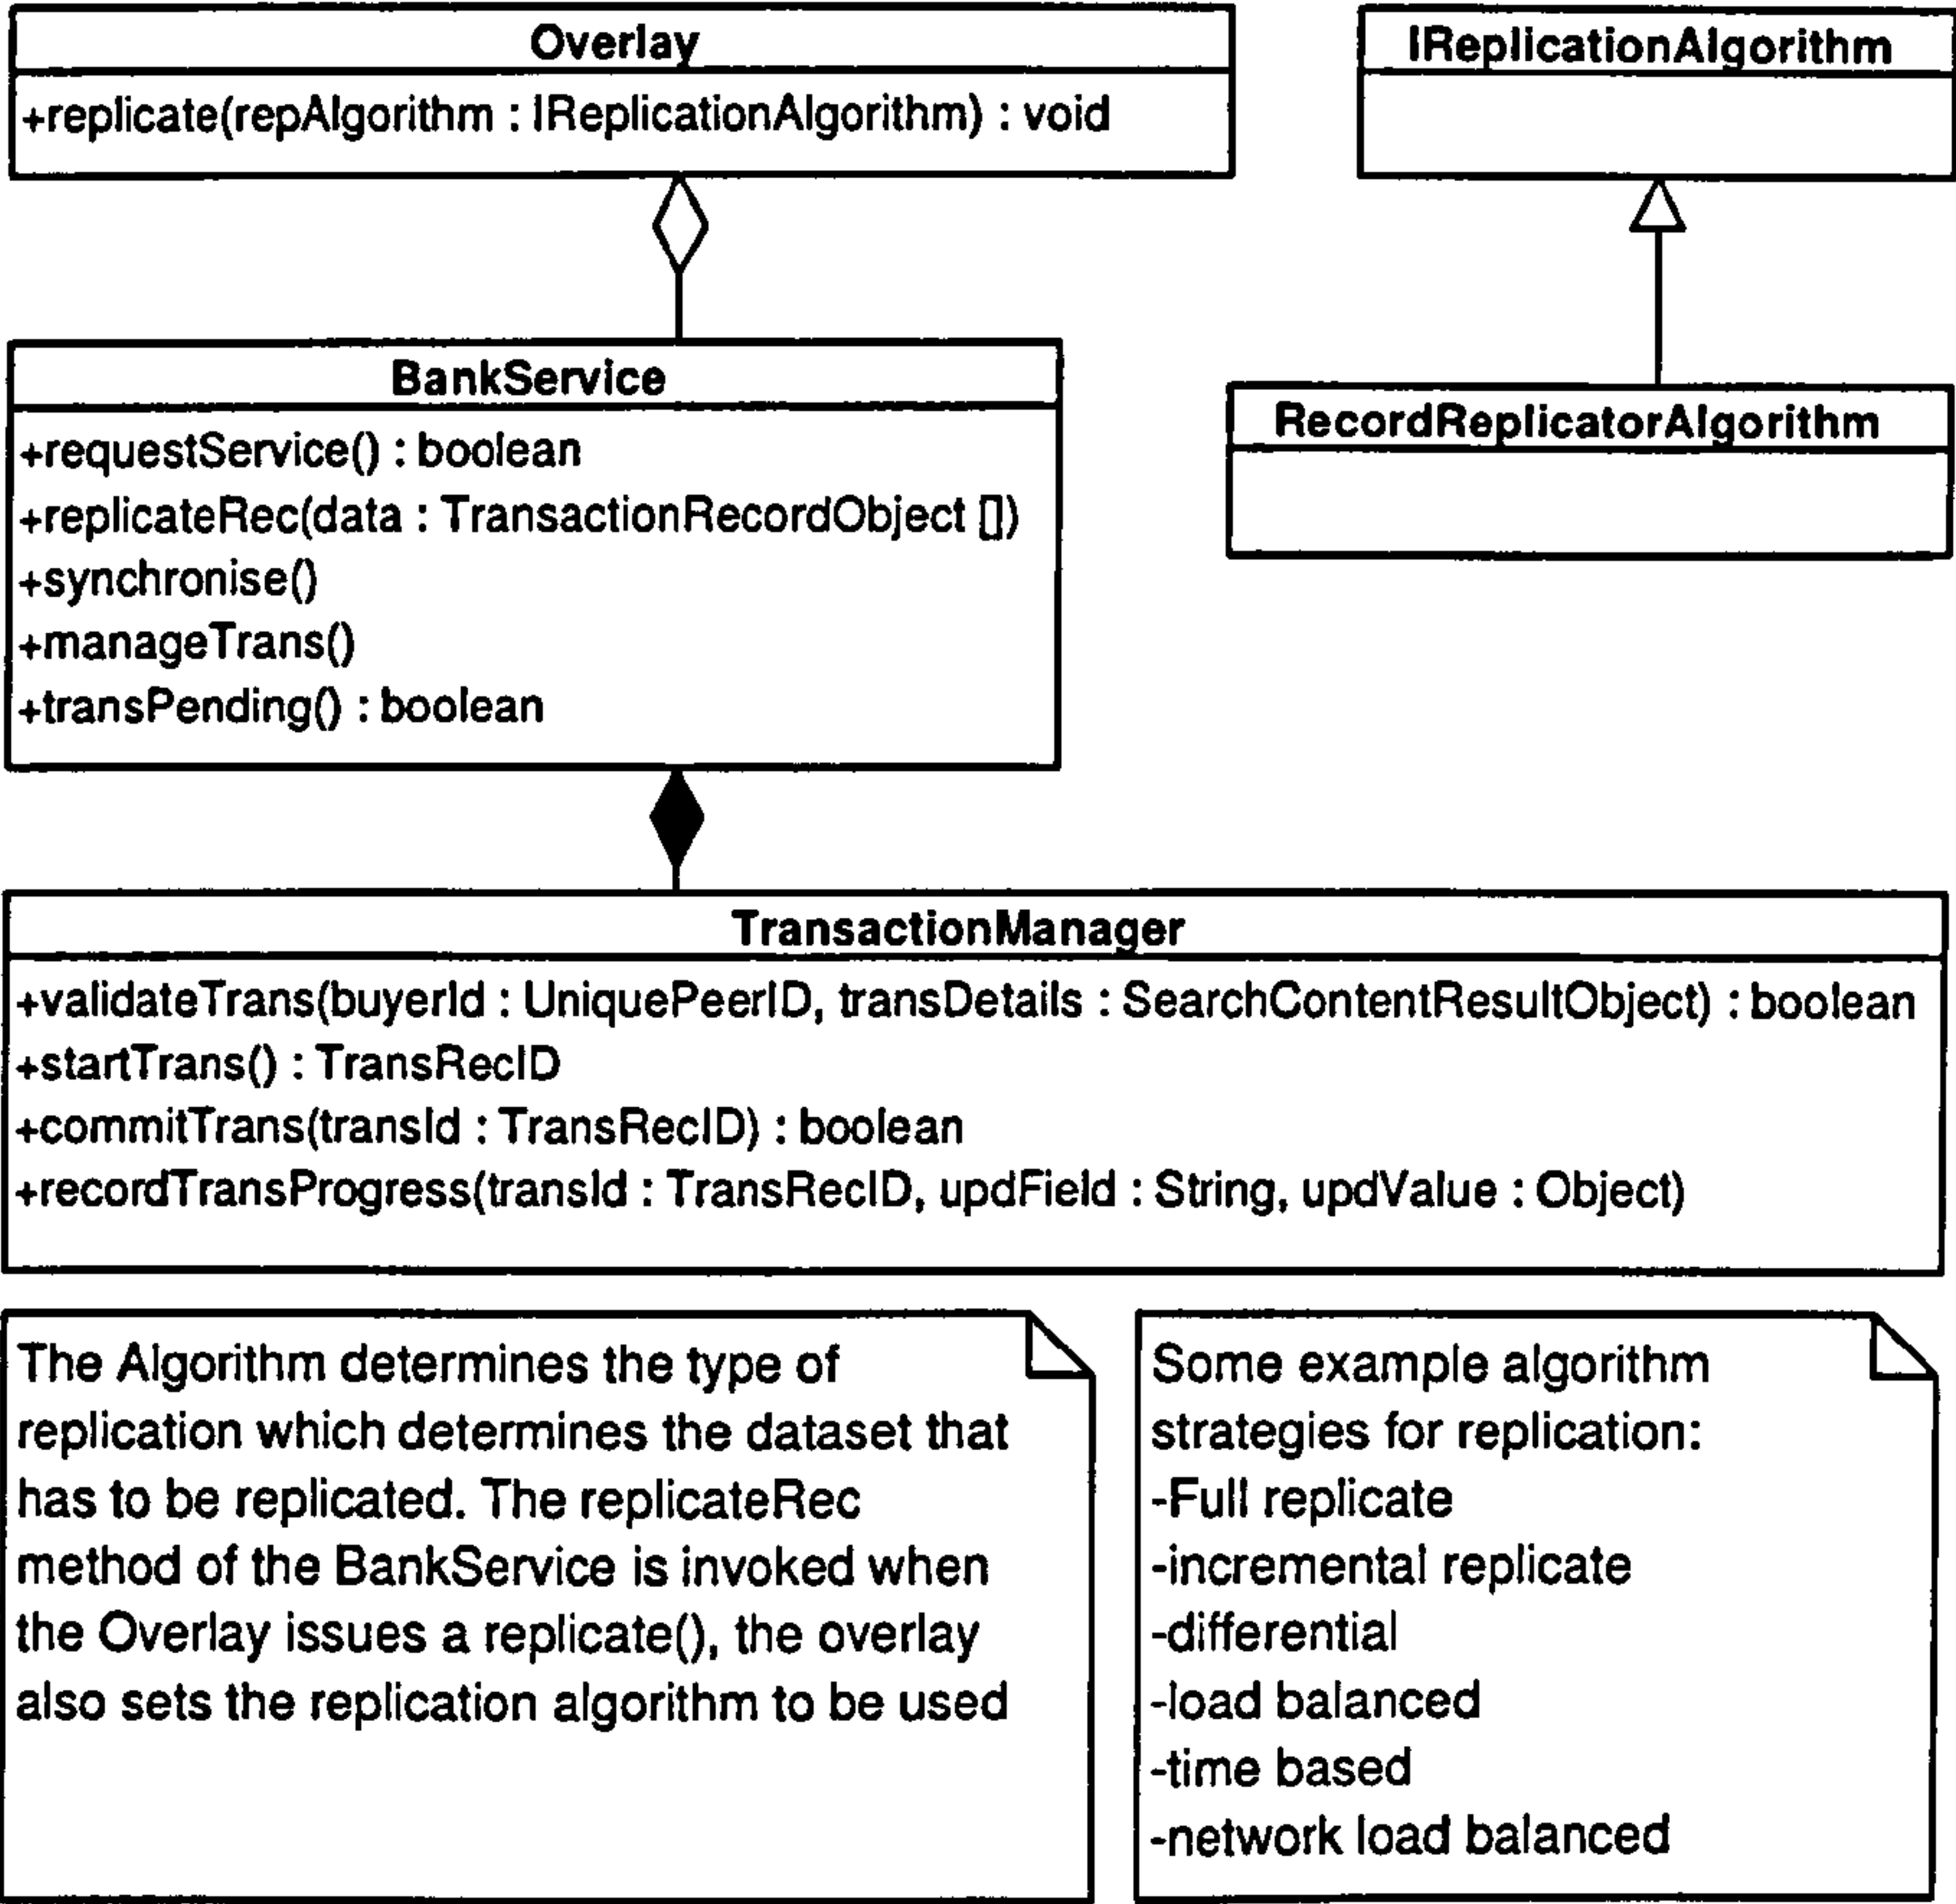 Overlay
+replicate(repAlgorithm : IReplicationAlgorithm) : void
IReplicationAlgorithm
BankService
+requestService() : boolean
+replicateRec(data : TransactionRecordObject [])
+synchronise()
+manageTrans()
+transPending() : boolean
RecordReplicatorAlgorithm
TransactionManager
+validateTrans(buyerId : UniquePeerID, transDetails : SearchContentResultObject) : boolean
+startTrans() : TransRecID
+commitTrans(transId : TransRecID) : boolean
+recordTransProgress(transId : TransRecID, updField : String, updValue : Object)
The Algorithm determines the type of
replication which determines the dataset that
has to be replicated. The replicateRec
method of the BankService is invoked when
the Overlay issues a replicate(), the overlay
also sets the replication algorithm to be used
Some example algorithm
strategies for replication:
-Full replicate
-incremental replicate
-differential
-load balanced
-time based
-network load balanced